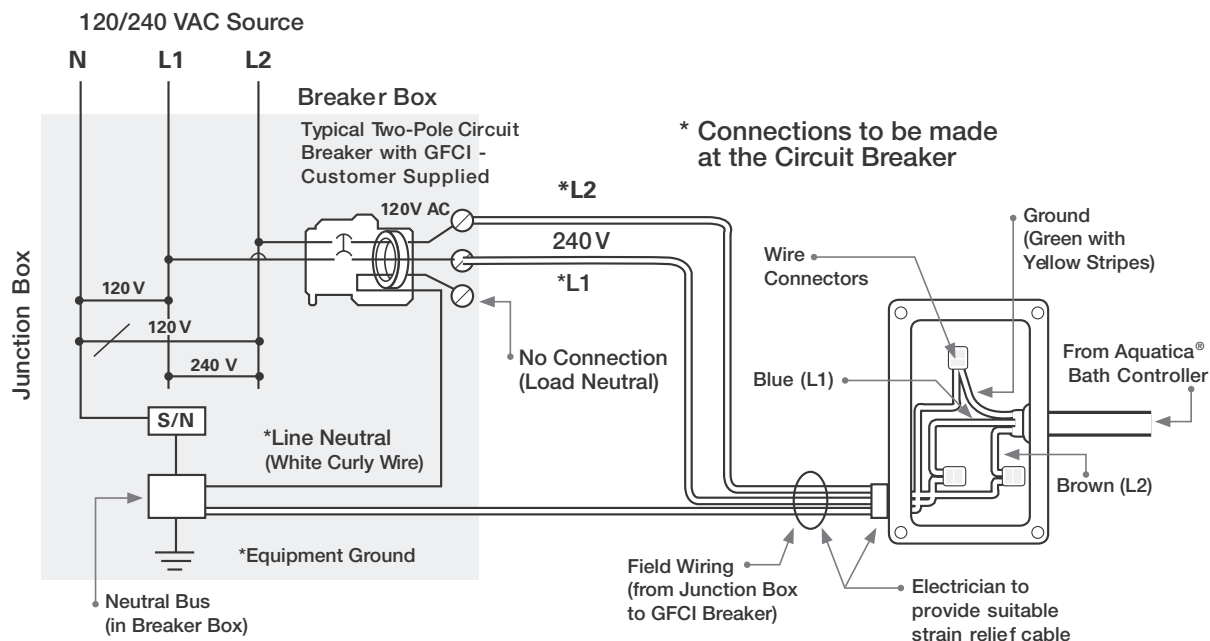 120/240 VAC Source
N
L1
L2
Breaker Box
Typical Two-Pole Circuit
Breaker with GFCI -
Customer Supplied
* Connections to be made
at the Circuit Breaker
*L2
120V AC
240 V
*L1
Junction Box
120 V
120 V
240 V
No Connection
(Load Neutral)
S/N
*Line Neutral
(White Curly Wire)
*Equipment Ground
Neutral Bus
(in Breaker Box)
Ground
(Green with
Yellow Stripes)
Wire
Connectors
Blue (L1)
From Aquatica®
Bath Controller
Brown (L2)
Field Wiring
(from Junction Box
to GFCI Breaker)
Electrician to
provide suitable
strain relief cable